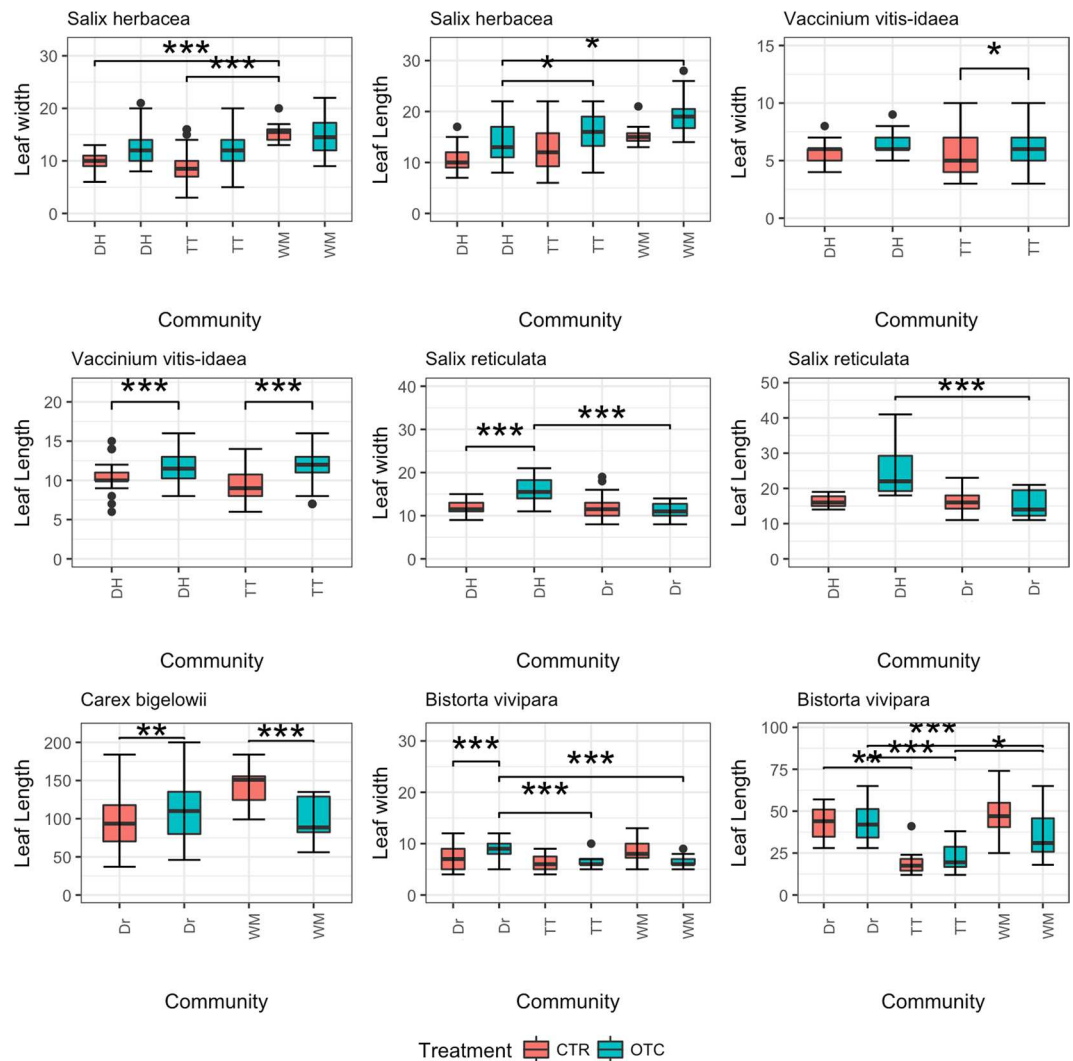 Salix herbacea
Leaf width
30
20
10
0
***
***
DH DH TT TT WM WM
Community
Salix herbacea
Leaf Length
30
20
10
0
*
*
DH DH TT TT WM WM
Community
Vaccinium vitis-idaea
Leaf width
15
10
5
0
*
DH DH TT TT
Community
Vaccinium vitis-idaea
Leaf Length
20
15
10
5
0
*** ***
DH DH TT TT
Community
Salix reticulata
Leaf width
40
30
20
10
0
***
***
DH DH Dr Dr
Community
Salix reticulata
Leaf Length
50
40
30
20
10
0
***
DH DH Dr Dr
Community
Carex bigelowii
Leaf Length
200
150
100
50
0
** ***
Dr Dr WM WM
Community
Bistorta vivipara
Leaf width
30
20
10
0
***
***
***
Dr Dr TT TT WM WM
Community
Bistorta vivipara
Leaf Length
100
75
50
25
0
***
*** *
**
Dr Dr TT TT WM WM
Community
Treatment CTR OTC